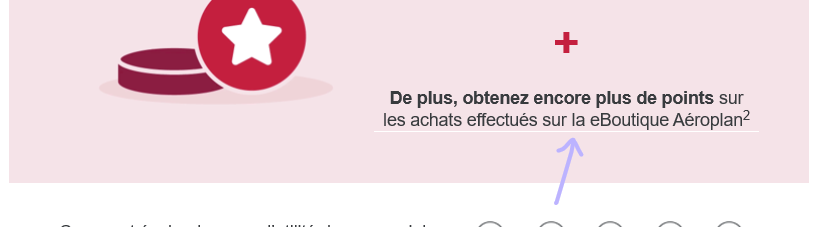 +
De plus, obtenez encore plus de points sur
les achats effectués sur la eBoutique Aéroplan²